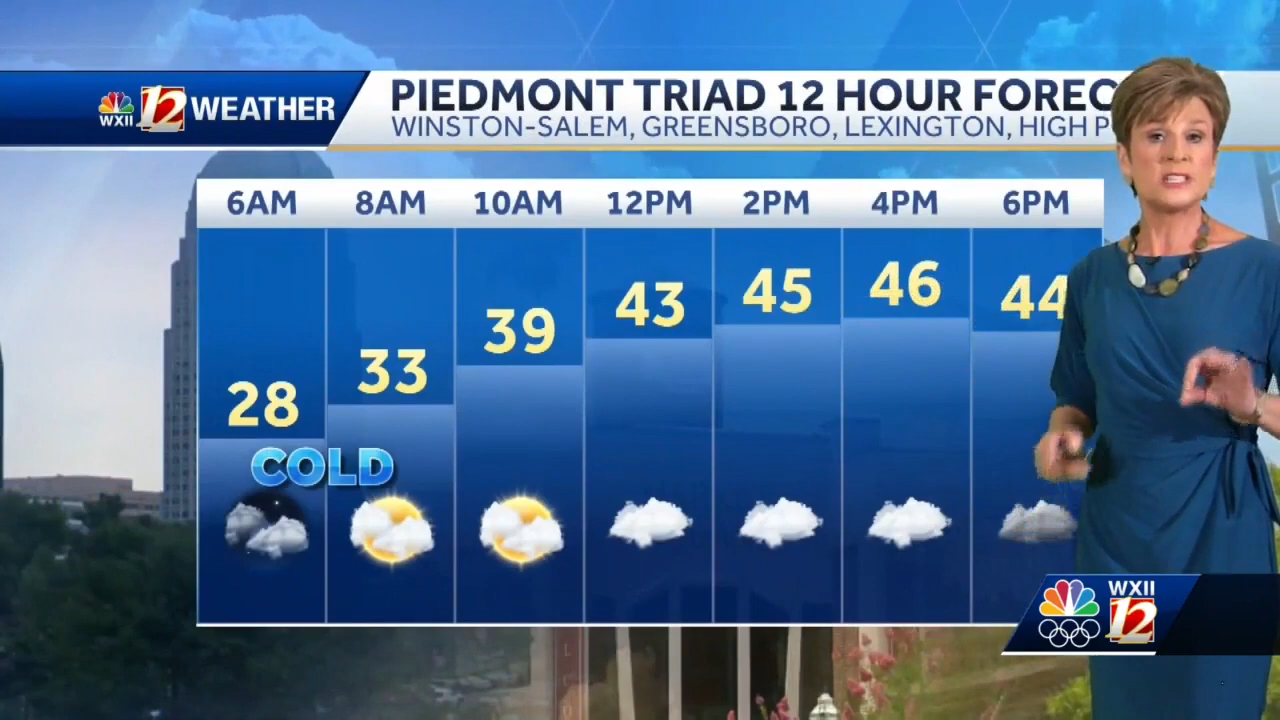 WXII 12 WEATHER
PIEDMONT TRIAD 12 HOUR FOREC
WINSTON-SALEM, GREENSBORO, LEXINGTON, HIGH P
6AM 8AM 10AM 12PM 2PM 4PM 6PM
28 33 39 43 45 46 44
COLD
WXII
12